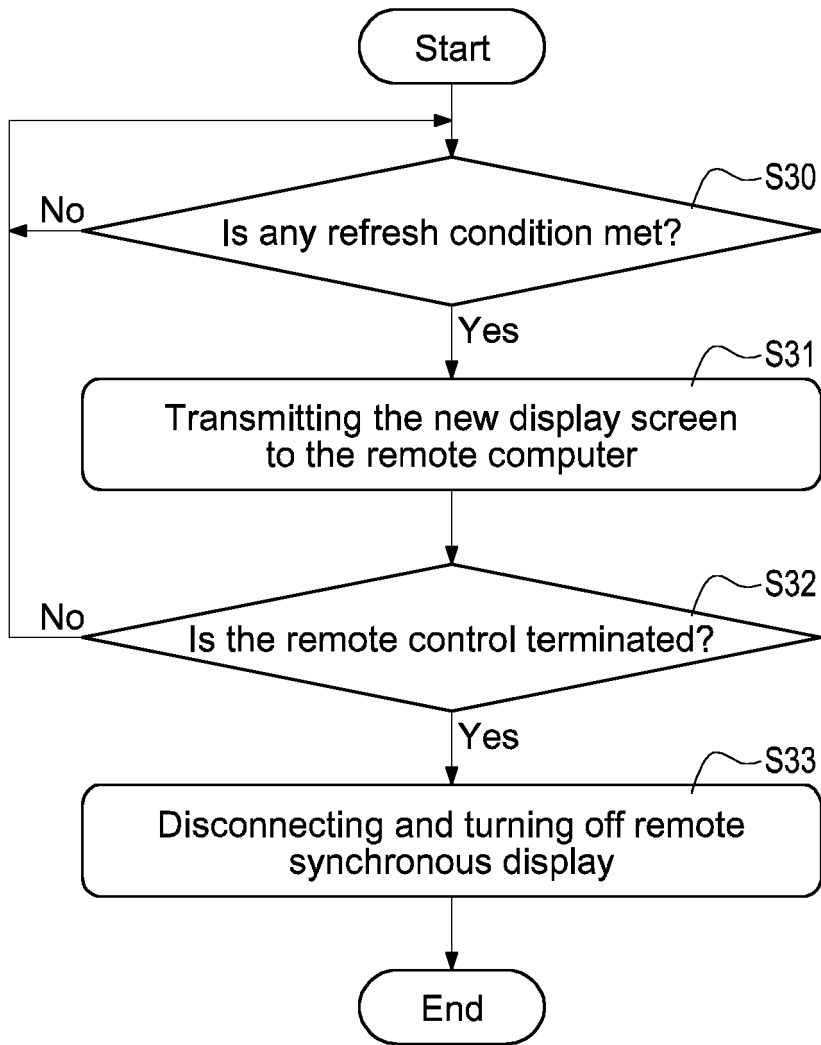 Start
S30
No
Is any refresh condition met?
Yes
S31
Transmitting the new display screen
to the remote computer
S32
No
Is the remote control terminated?
Yes
S33
Disconnecting and turning off remote
synchronous display
End